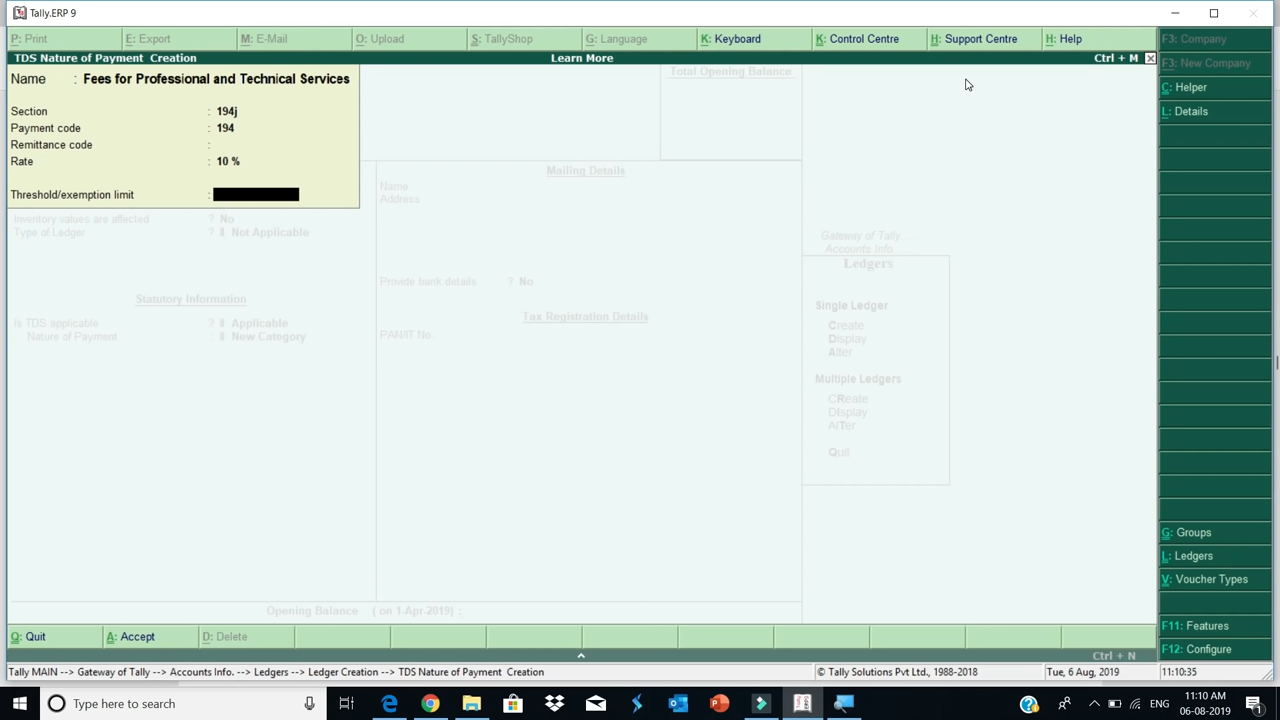 Tally.ERP 9
P: Print E: Export M: E-Mail O: Upload S: TallyShop G: Language K: Keyboard K: Control Centre H: Support Centre H: Help
F3: Company
TDS Nature of Payment Creation Learn More Ctrl + M
F3: New Company
Name : Fees for Professional and Technical Services
Total Opening Balance
C: Helper
Section : 194j
L: Details
Payment code : 194
Remittance code :
Rate : 10 %
Mailing Details
Name
Address
Threshold/exemption limit :
Inventory values are affected ? No
Type of Ledger ? Not Applicable
Gateway of Tally ...
Accounts Info.
Ledgers
Provide bank details ? No
Statutory Information
Single Ledger
Tax Registration Details
Is TDS applicable ? Applicable
Create
Nature of Payment : New Category
PAN/IT No.
Display
Alter
Multiple Ledgers
CReate
DIsplay
AlTer
Quit
G: Groups
L: Ledgers
V: Voucher Types
Opening Balance ( on 1-Apr-2019) :
F11: Features
Q: Quit A: Accept D: Delete
F12: Configure
Ctrl + N
Tally MAIN --> Gateway of Tally --> Accounts Info. --> Ledgers --> Ledger Creation --> TDS Nature of Payment Creation © Tally Solutions Pvt Ltd., 1988-2018 Tue, 6 Aug, 2019 11:10:35
Type here to search
ENG
11:10 AM
06-08-2019